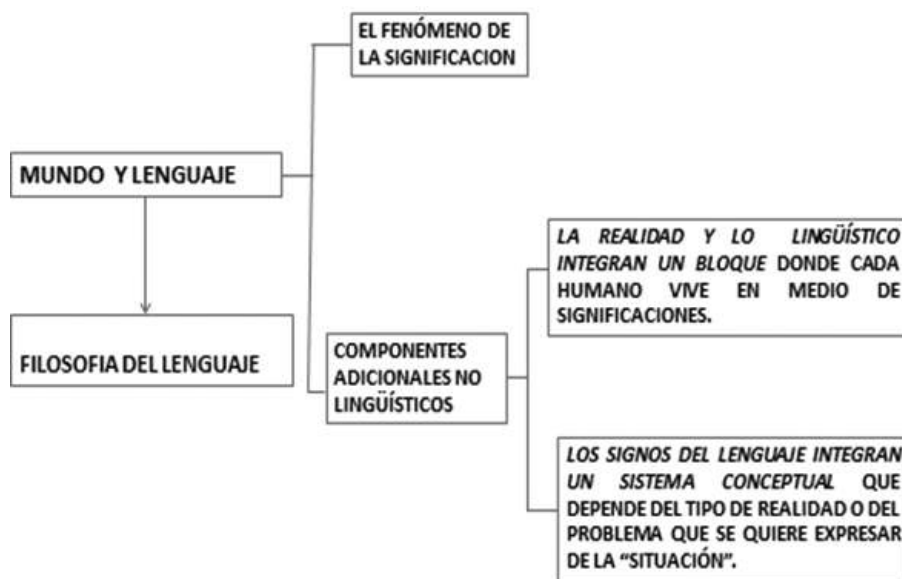 EL FENÓMENO DE
LA SIGNIFICACION
MUNDO Y LENGUAJE
FILOSOFIA DEL LENGUAJE
COMPONENTES
ADICIONALES NO
LINGÜÍSTICOS
LA REALIDAD Y LO LINGÜÍSTICO
INTEGRAN UN BLOQUE DONDE CADA
HUMANO VIVE EN MEDIO DE
SIGNIFICACIONES.
LOS SIGNOS DEL LENGUAJE INTEGRAN
UN SISTEMA CONCEPTUAL QUE
DEPENDE DEL TIPO DE REALIDAD O DEL
PROBLEMA QUE SE QUIERE EXPRESAR
DE LA “SITUACIÓN”.